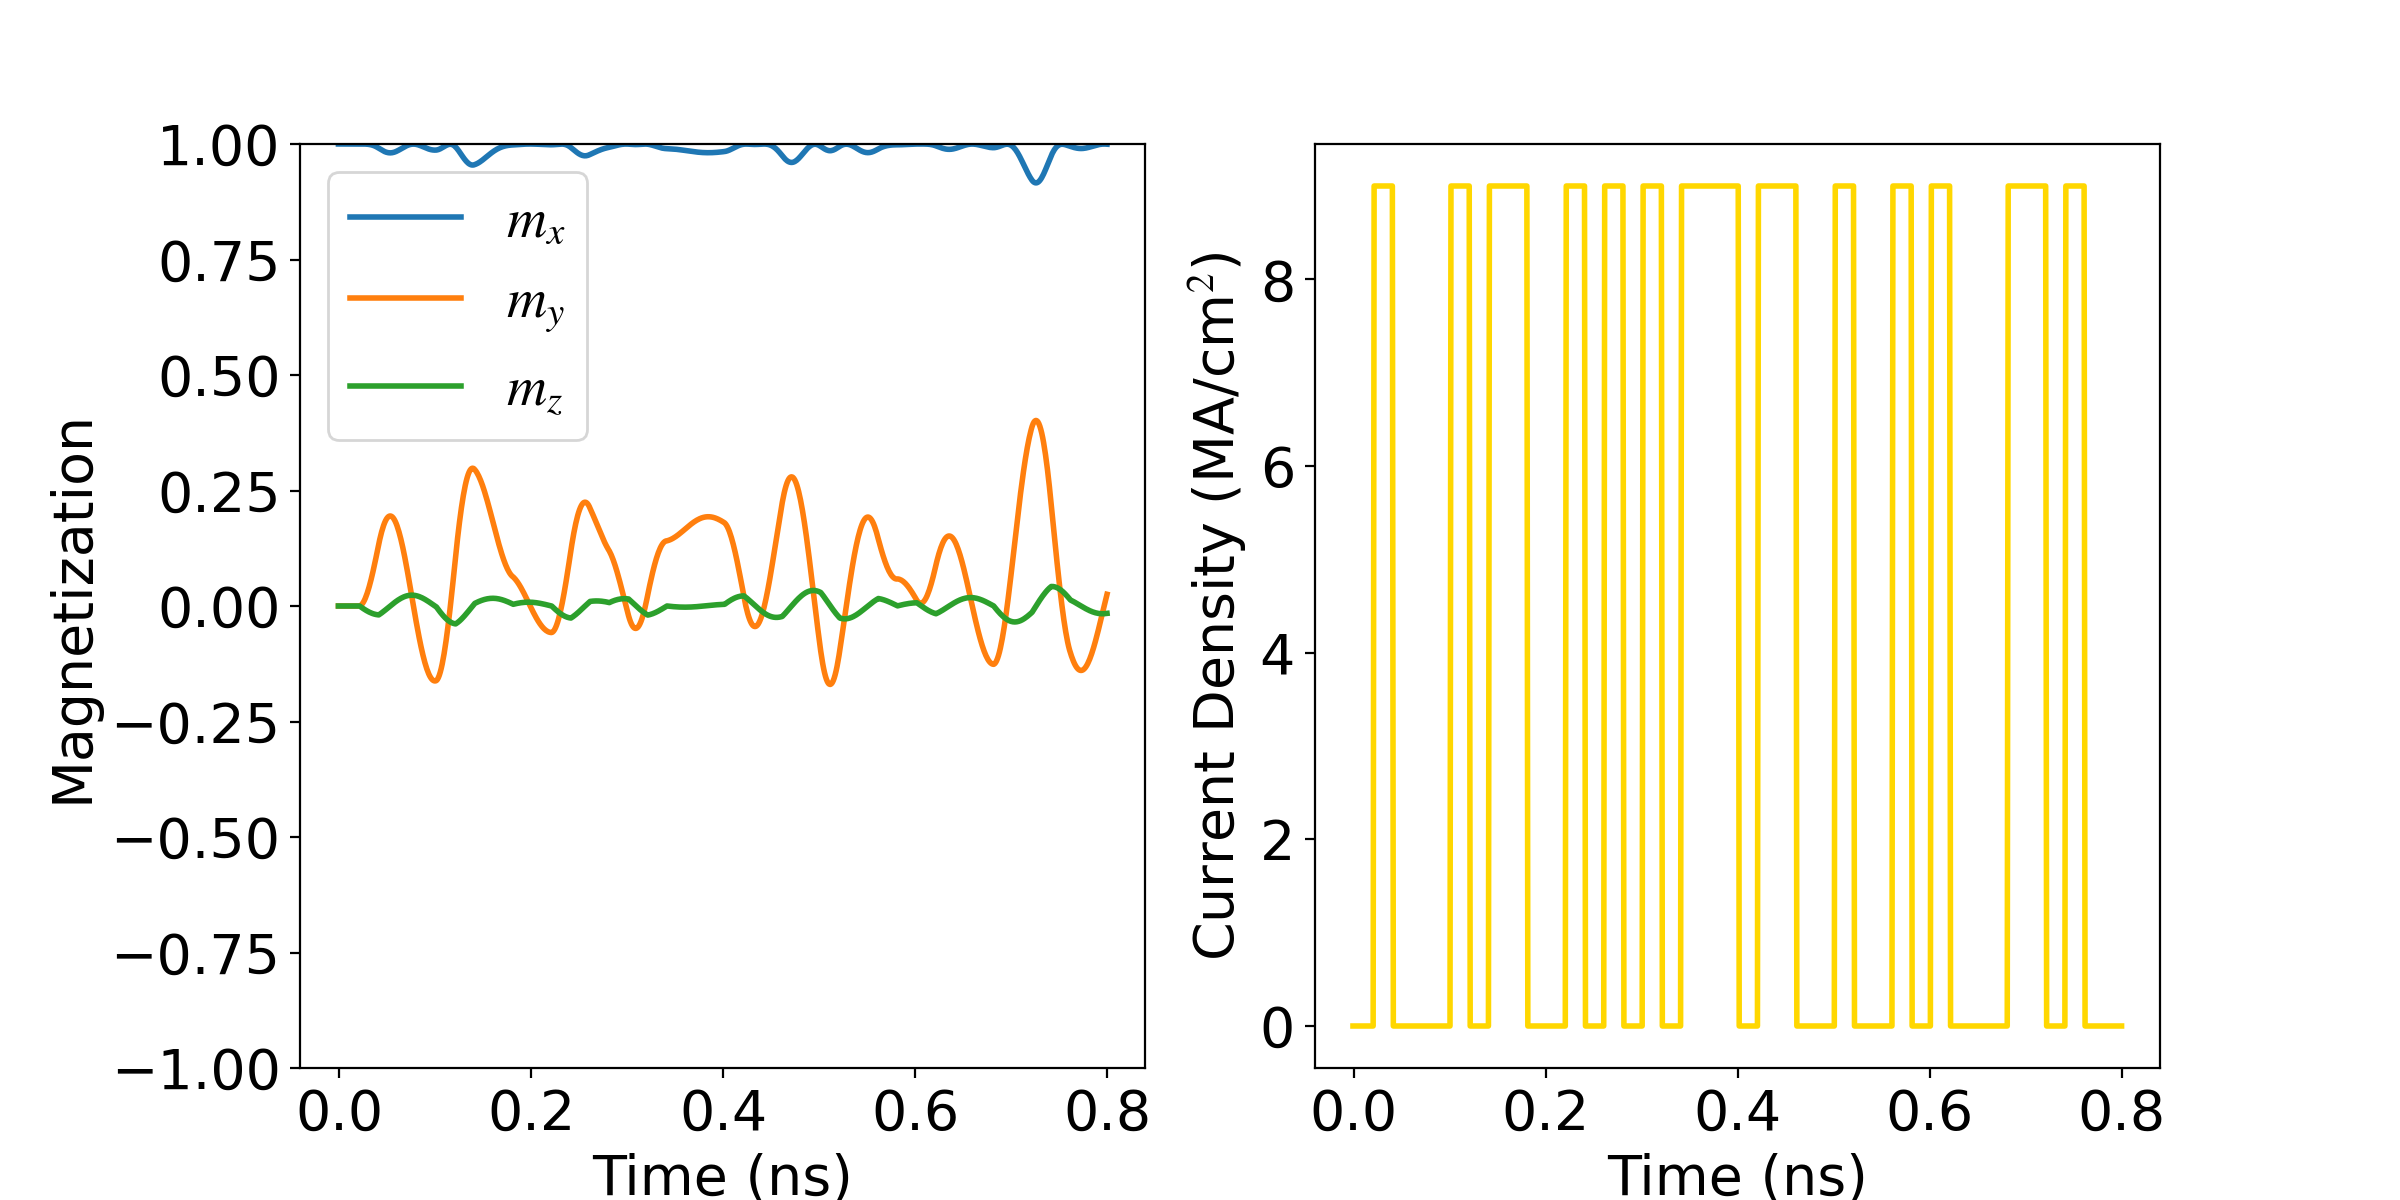 1.00
0.75
0.50
0.25
0.00
−0.25
−0.50
−0.75
−1.00
Magnetization
m_x
m_y
m_z
0.0 0.2 0.4 0.6 0.8
Time (ns)
8
6
4
2
0
Current Density (MA/cm²)
0.0 0.2 0.4 0.6 0.8
Time (ns)